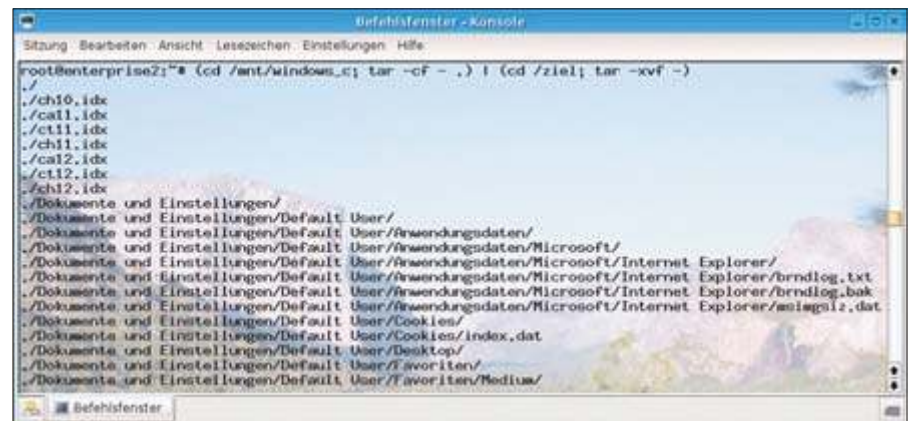 Befehlsfenster - Konsole
Sitzung Bearbeiten Ansicht Lesezeichen Einstellungen Hilfe
root@enterprise2:~# (cd /mnt/windows_c; tar -cf - .) | (cd /ziel; tar -xvf -)
./
./ch10.idx
./ca11.idx
./ct11.idx
./ch11.idx
./ca12.idx
./ct12.idx
./ch12.idx
./Dokumente und Einstellungen/
./Dokumente und Einstellungen/Default User/
./Dokumente und Einstellungen/Default User/Anwendungsdaten/
./Dokumente und Einstellungen/Default User/Anwendungsdaten/Microsoft/
./Dokumente und Einstellungen/Default User/Anwendungsdaten/Microsoft/Internet Explorer/
./Dokumente und Einstellungen/Default User/Anwendungsdaten/Microsoft/Internet Explorer/brndlog.txt
./Dokumente und Einstellungen/Default User/Anwendungsdaten/Microsoft/Internet Explorer/brndlog.bak
./Dokumente und Einstellungen/Default User/Anwendungsdaten/Microsoft/Internet Explorer/msimgsiz.dat
./Dokumente und Einstellungen/Default User/Cookies/
./Dokumente und Einstellungen/Default User/Cookies/index.dat
./Dokumente und Einstellungen/Default User/Desktop/
./Dokumente und Einstellungen/Default User/Favoriten/
./Dokumente und Einstellungen/Default User/Favoriten/Medium/
Befehlsfenster